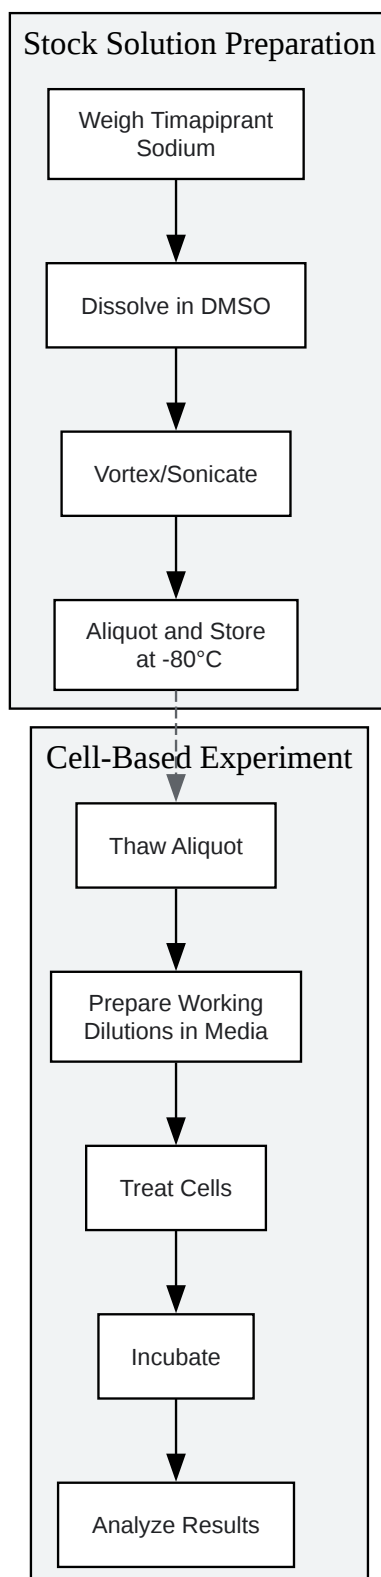 Stock Solution Preparation
Weigh Timapiprant
Sodium
Dissolve in DMSO
Vortex/Sonicate
Aliquot and Store
at -80°C
Cell-Based Experiment
Thaw Aliquot
Prepare Working
Dilutions in Media
Treat Cells
Incubate
Analyze Results